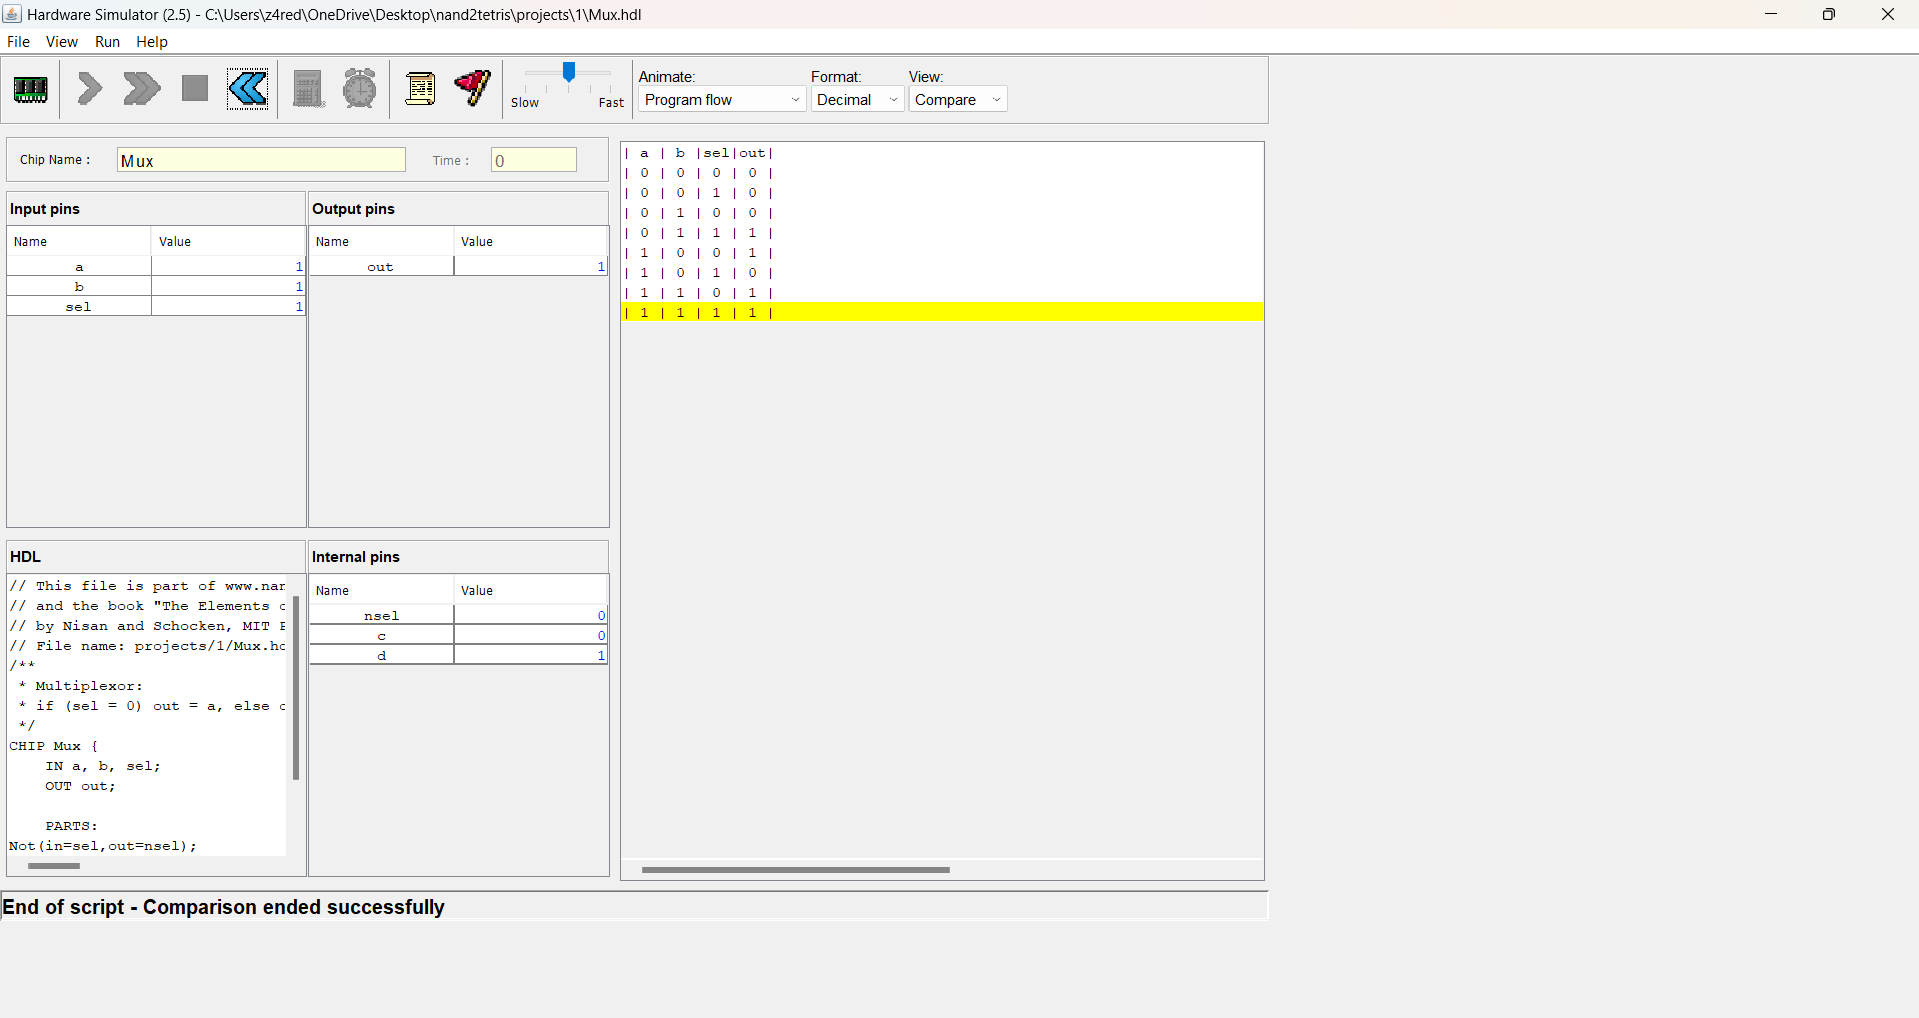 Hardware Simulator (2.5) - C:\Users\z4red\OneDrive\Desktop\nand2tetris\projects\1\Mux.hdl
File View Run Help
Slow Fast
Animate: Format: View:
Program flow Decimal Compare
Chip Name : Mux Time : 0
Input pins
Name Value
a 1
b 1
sel 1
Output pins
Name Value
out 1
HDL
// This file is part of www.nan
// and the book "The Elements o
// by Nisan and Schocken, MIT P
// File name: projects/1/Mux.hd
/**
* Multiplexor:
* if (sel = 0) out = a, else o
*/
CHIP Mux {
IN a, b, sel;
OUT out;
PARTS:
Not(in=sel,out=nsel);
Internal pins
Name Value
nsel 0
c 0
d 1
| a | b |sel|out|
| 0 | 0 | 0 | 0 |
| 0 | 0 | 1 | 0 |
| 0 | 1 | 0 | 0 |
| 0 | 1 | 1 | 1 |
| 1 | 0 | 0 | 1 |
| 1 | 0 | 1 | 0 |
| 1 | 1 | 0 | 1 |
| 1 | 1 | 1 | 1 |
End of script - Comparison ended successfully